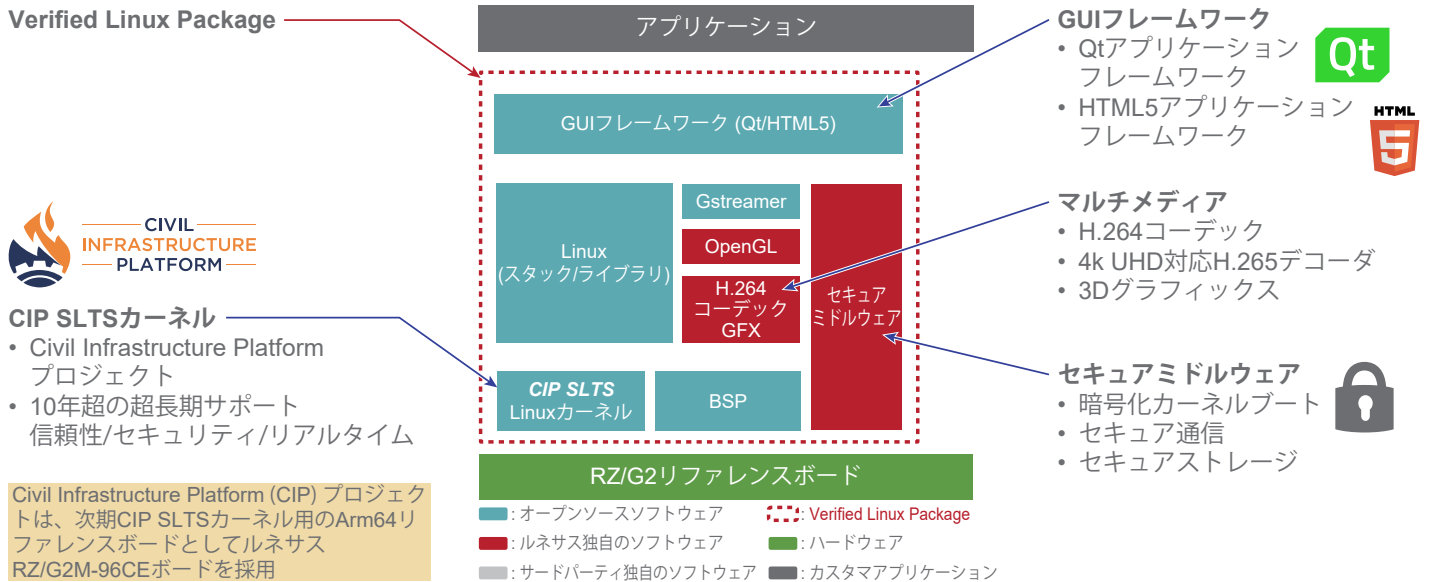 Verified Linux Package
CIVIL
INFRASTRUCTURE
PLATFORM
CIP SLTSカーネル
• Civil Infrastructure Platform
プロジェクト
• 10年超の超長期サポート
信頼性/セキュリティ/リアルタイム
Civil Infrastructure Platform (CIP) プロジェク
トは、次期CIP SLTSカーネル用のArm64リ
ファレンスボードとしてルネサス
RZ/G2M-96CEボードを採用
アプリケーション
GUIフレームワーク (Qt/HTML5)
Linux
(スタック/ライブラリ)
Gstreamer
OpenGL
H.264
コーデック
GFX
セキュア
ミドルウェア
CIP SLTS
Linuxカーネル
BSP
RZ/G2リファレンスボード
: オープンソースソフトウェア
: Verified Linux Package
: ルネサス独自のソフトウェア
: ハードウェア
: サードパーティ独自のソフトウェア
: カスタマアプリケーション
GUIフレームワーク
• Qtアプリケーション
フレームワーク
• HTML5アプリケーション
フレームワーク
Qt
HTML
5
マルチメディア
• H.264コーデック
• 4k UHD対応H.265デコーダ
• 3Dグラフィックス
セキュアミドルウェア
• 暗号化カーネルブート
• セキュア通信
• セキュアストレージ